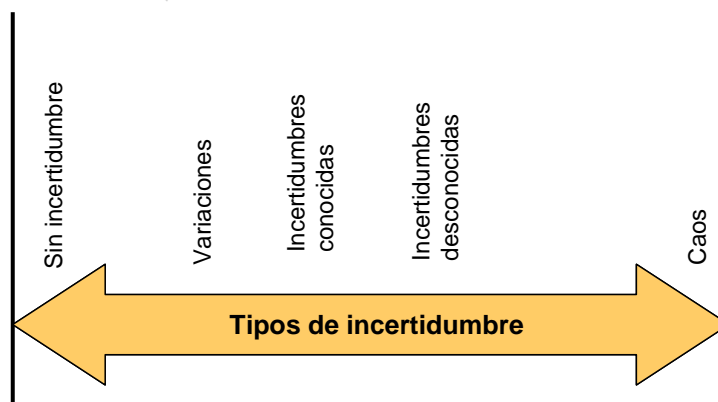 Sin incertidumbre
Variaciones
Incertidumbres
conocidas
Incertidumbres
desconocidas
Caos
Tipos de incertidumbre